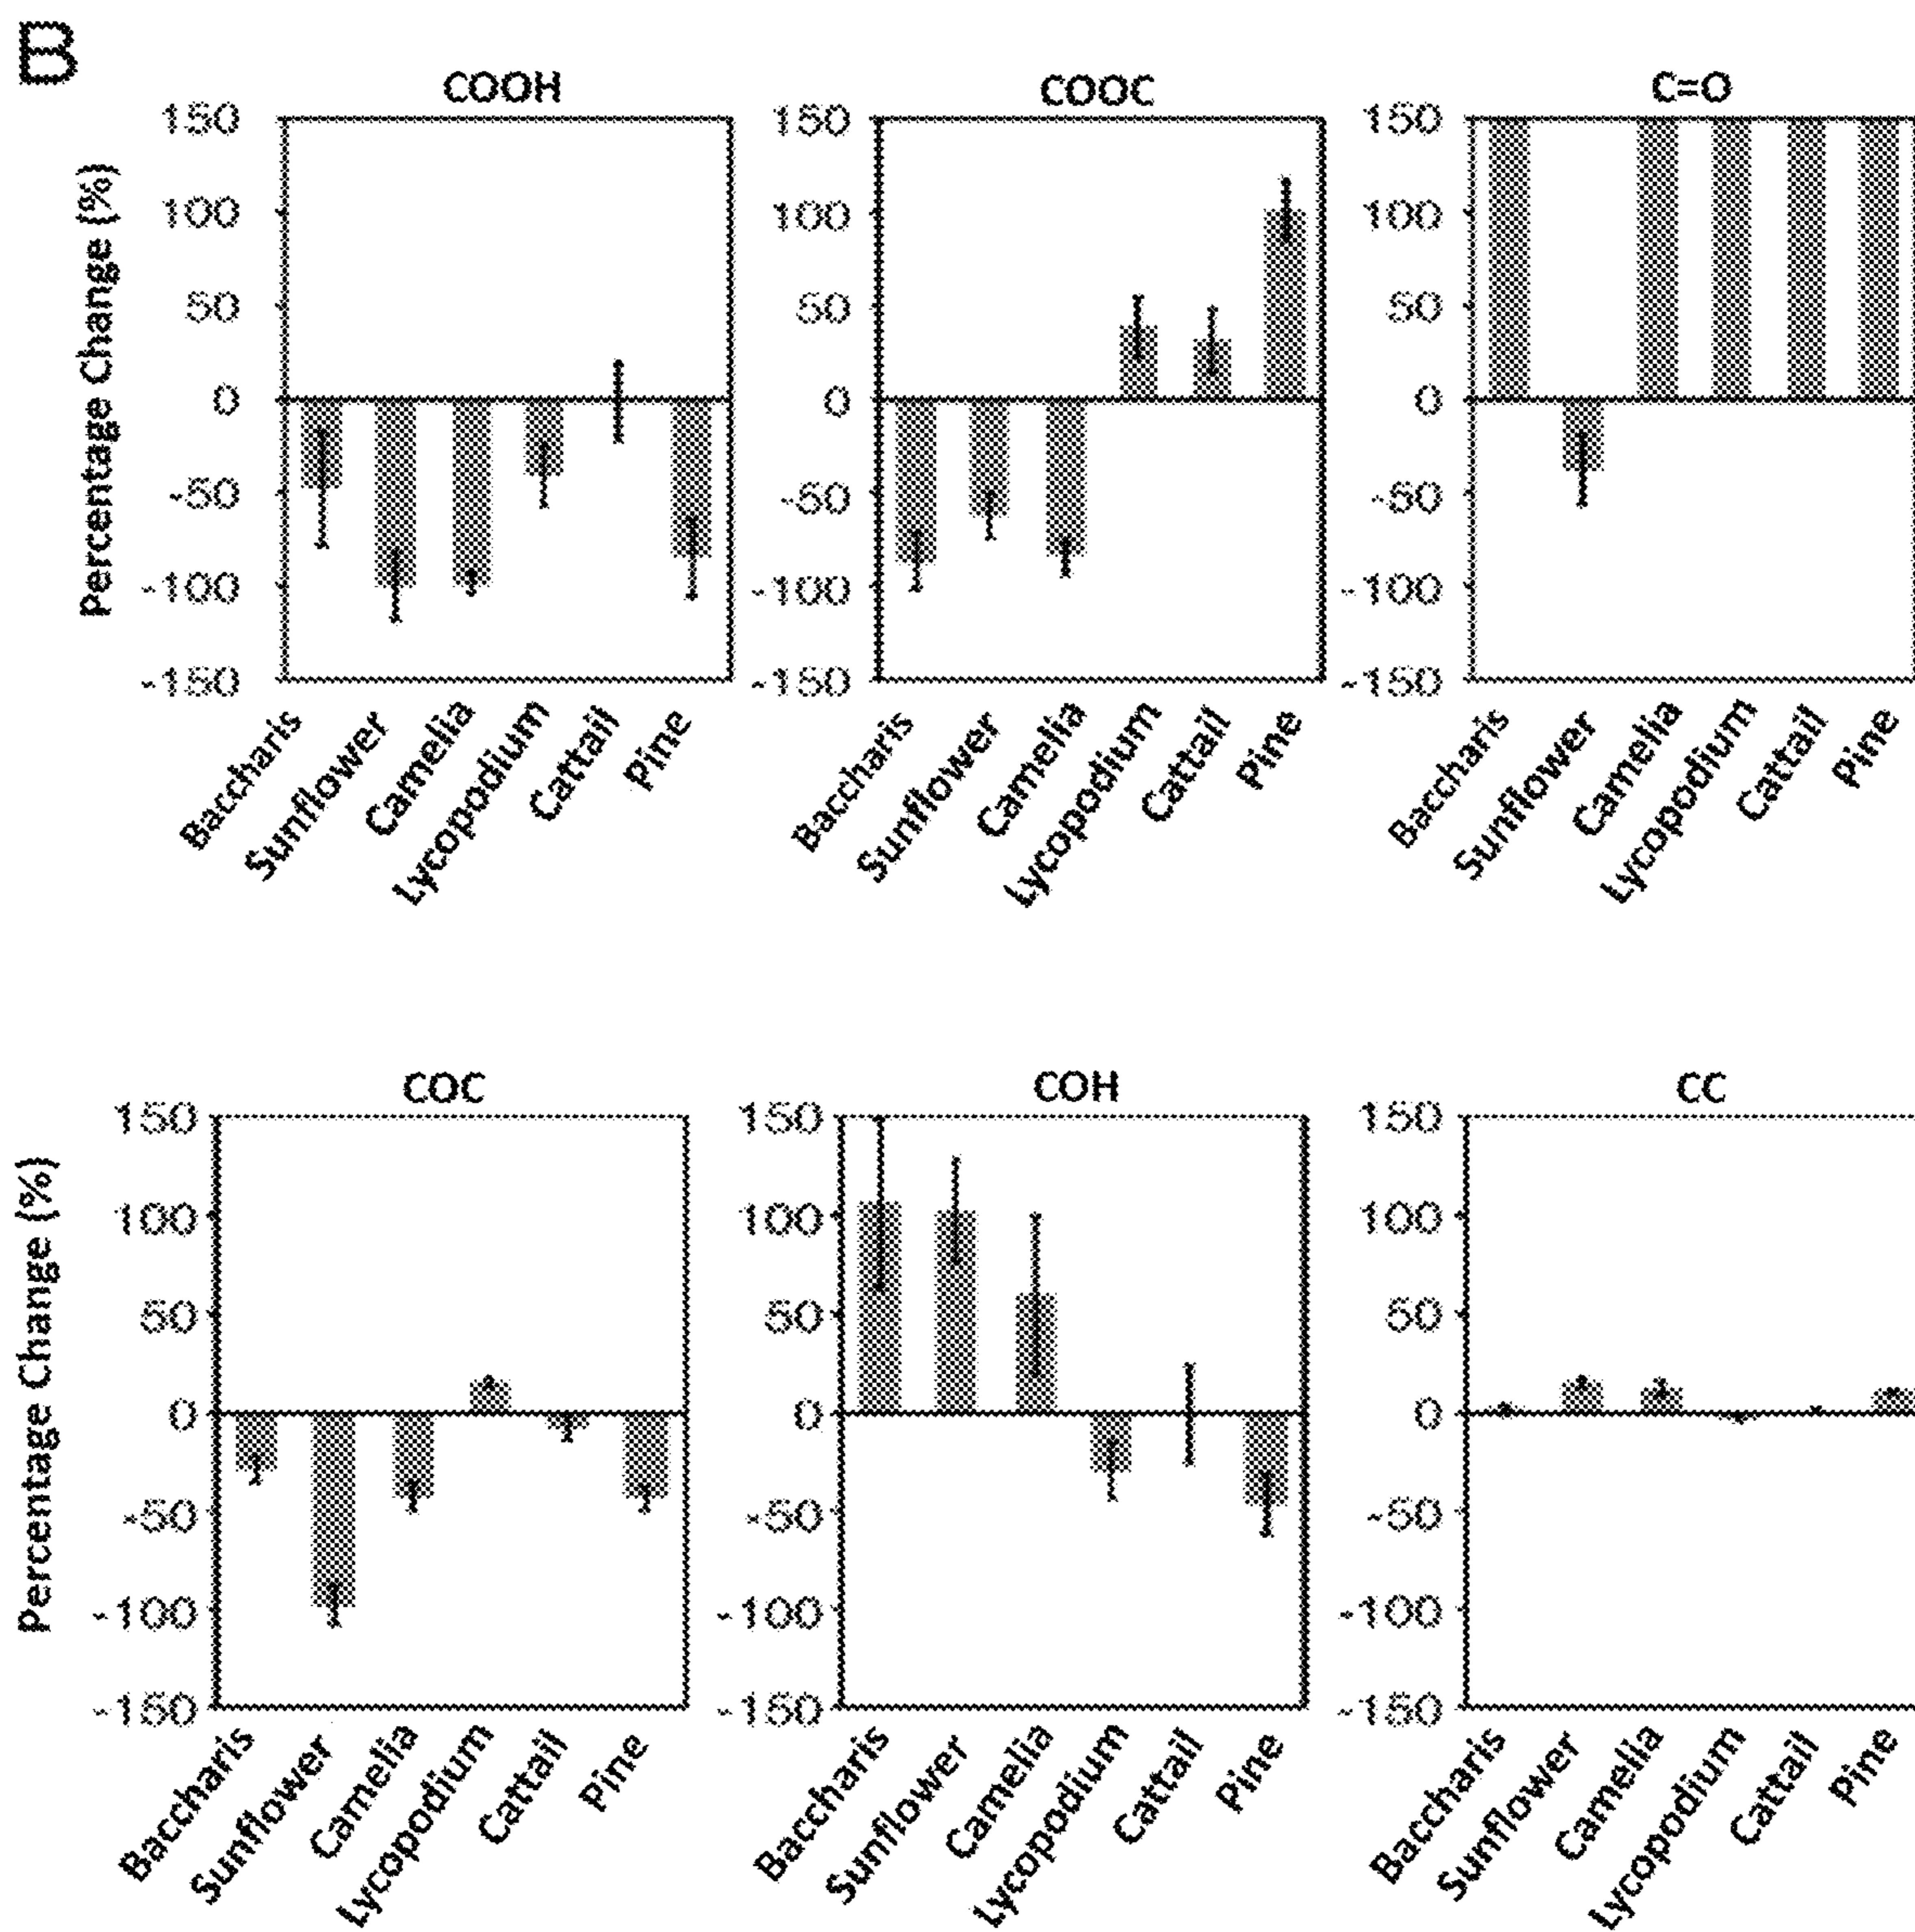 B
COOH
COOC
C=O
Percentage Change (%)
150
100
50
0
-50
-100
-150
150
100
50
0
-50
-100
-150
150
100
50
0
-50
-100
-150
Baccharis
Sunflower
Camelia
Lycopodium
Cattail
Pine
Baccharis
Sunflower
Camelia
Lycopodium
Cattail
Pine
Baccharis
Sunflower
Camelia
Lycopodium
Cattail
Pine
COC
COH
CC
Percentage Change (%)
150
100
50
0
-50
-100
-150
150
100
50
0
-50
-100
-150
150
100
50
0
-50
-100
-150
Baccharis
Sunflower
Camelia
Lycopodium
Cattail
Pine
Baccharis
Sunflower
Camelia
Lycopodium
Cattail
Pine
Baccharis
Sunflower
Camelia
Lycopodium
Cattail
Pine